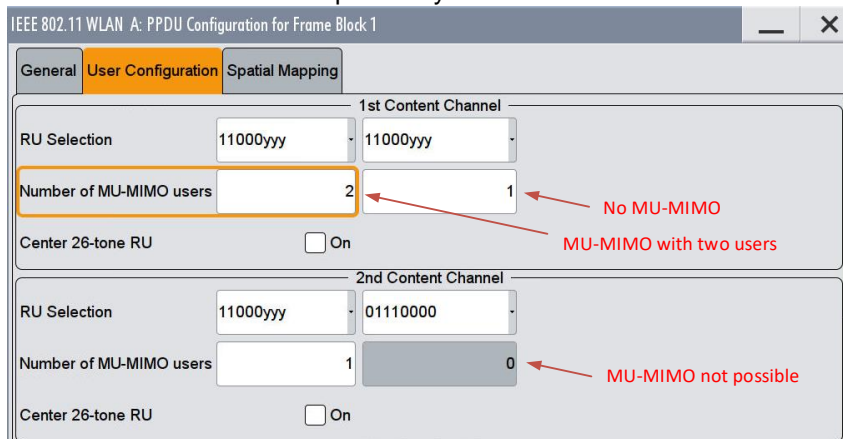 IEEE 802.11 WLAN A: PPDU Configuration for Frame Block 1
General User Configuration Spatial Mapping
1st Content Channel
RU Selection 11000yyy 11000yyy
Number of MU-MIMO users 2 1
No MU-MIMO
Center 26-tone RU On MU-MIMO with two users
2nd Content Channel
RU Selection 11000yyy 01110000
Number of MU-MIMO users 1 0
MU-MIMO not possible
Center 26-tone RU On